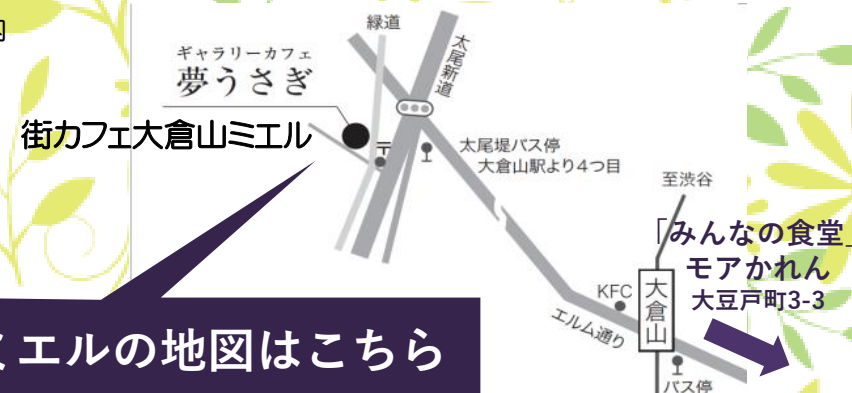 緑道
太尾新道
ギャラリーカフェ
夢うさぎ
街カフェ大倉山ミエル
〒
太尾堤バス停
大倉山駅より4つ目
至渋谷
「みんなの食堂」
モアかれん
大豆戸町3-3
KFC
大倉山
エルム通り
バス停
ミエルの地図はこちら